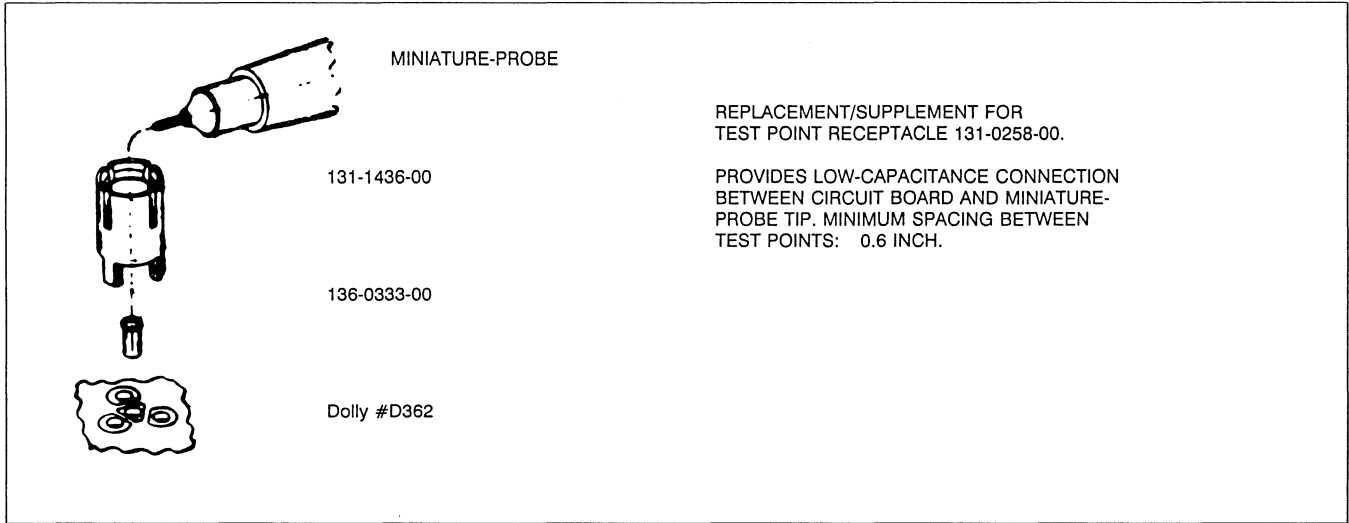 MINIATURE-PROBE
REPLACEMENT/SUPPLEMENT FOR
TEST POINT RECEPTACLE 131-0258-00.
131-1436-00
PROVIDES LOW-CAPACITANCE CONNECTION
BETWEEN CIRCUIT BOARD AND MINIATURE-
PROBE TIP. MINIMUM SPACING BETWEEN
TEST POINTS: 0.6 INCH.
136-0333-00
Dolly #D362